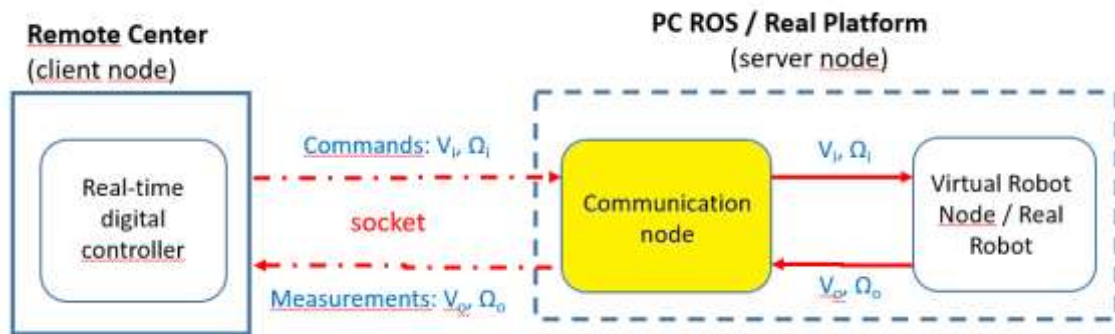 Remote Center
(client node)
PC ROS / Real Platform
(server node)
Real-time
digital
controller
Commands: Vᵢ, Ωᵢ
socket
Measurements: Vₒ, Ωₒ
Communication
node
Vᵢ, Ωᵢ
Vₒ, Ωₒ
Virtual Robot
Node / Real
Robot